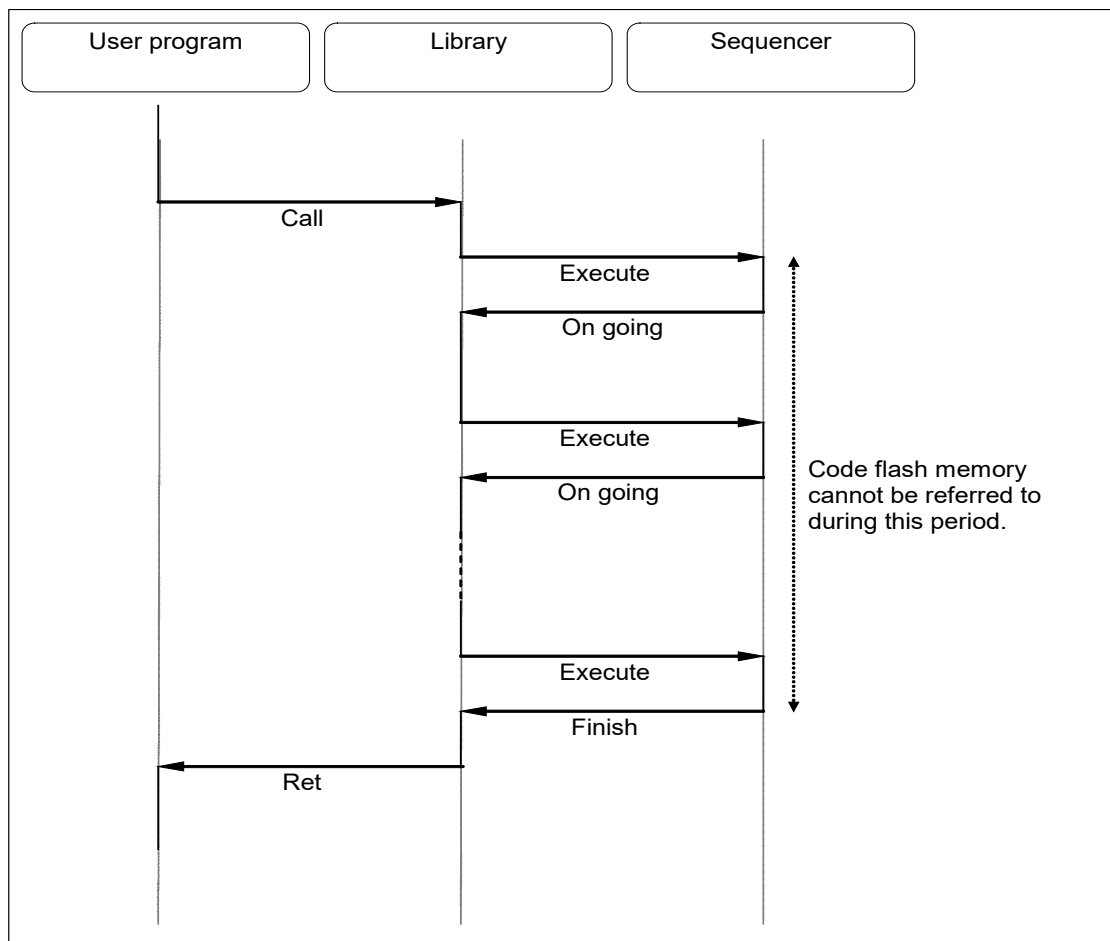 User program
Library
Sequencer
Call
Execute
On going
Execute
On going
Code flash memory
cannot be referred to
during this period.
Execute
Finish
Ret